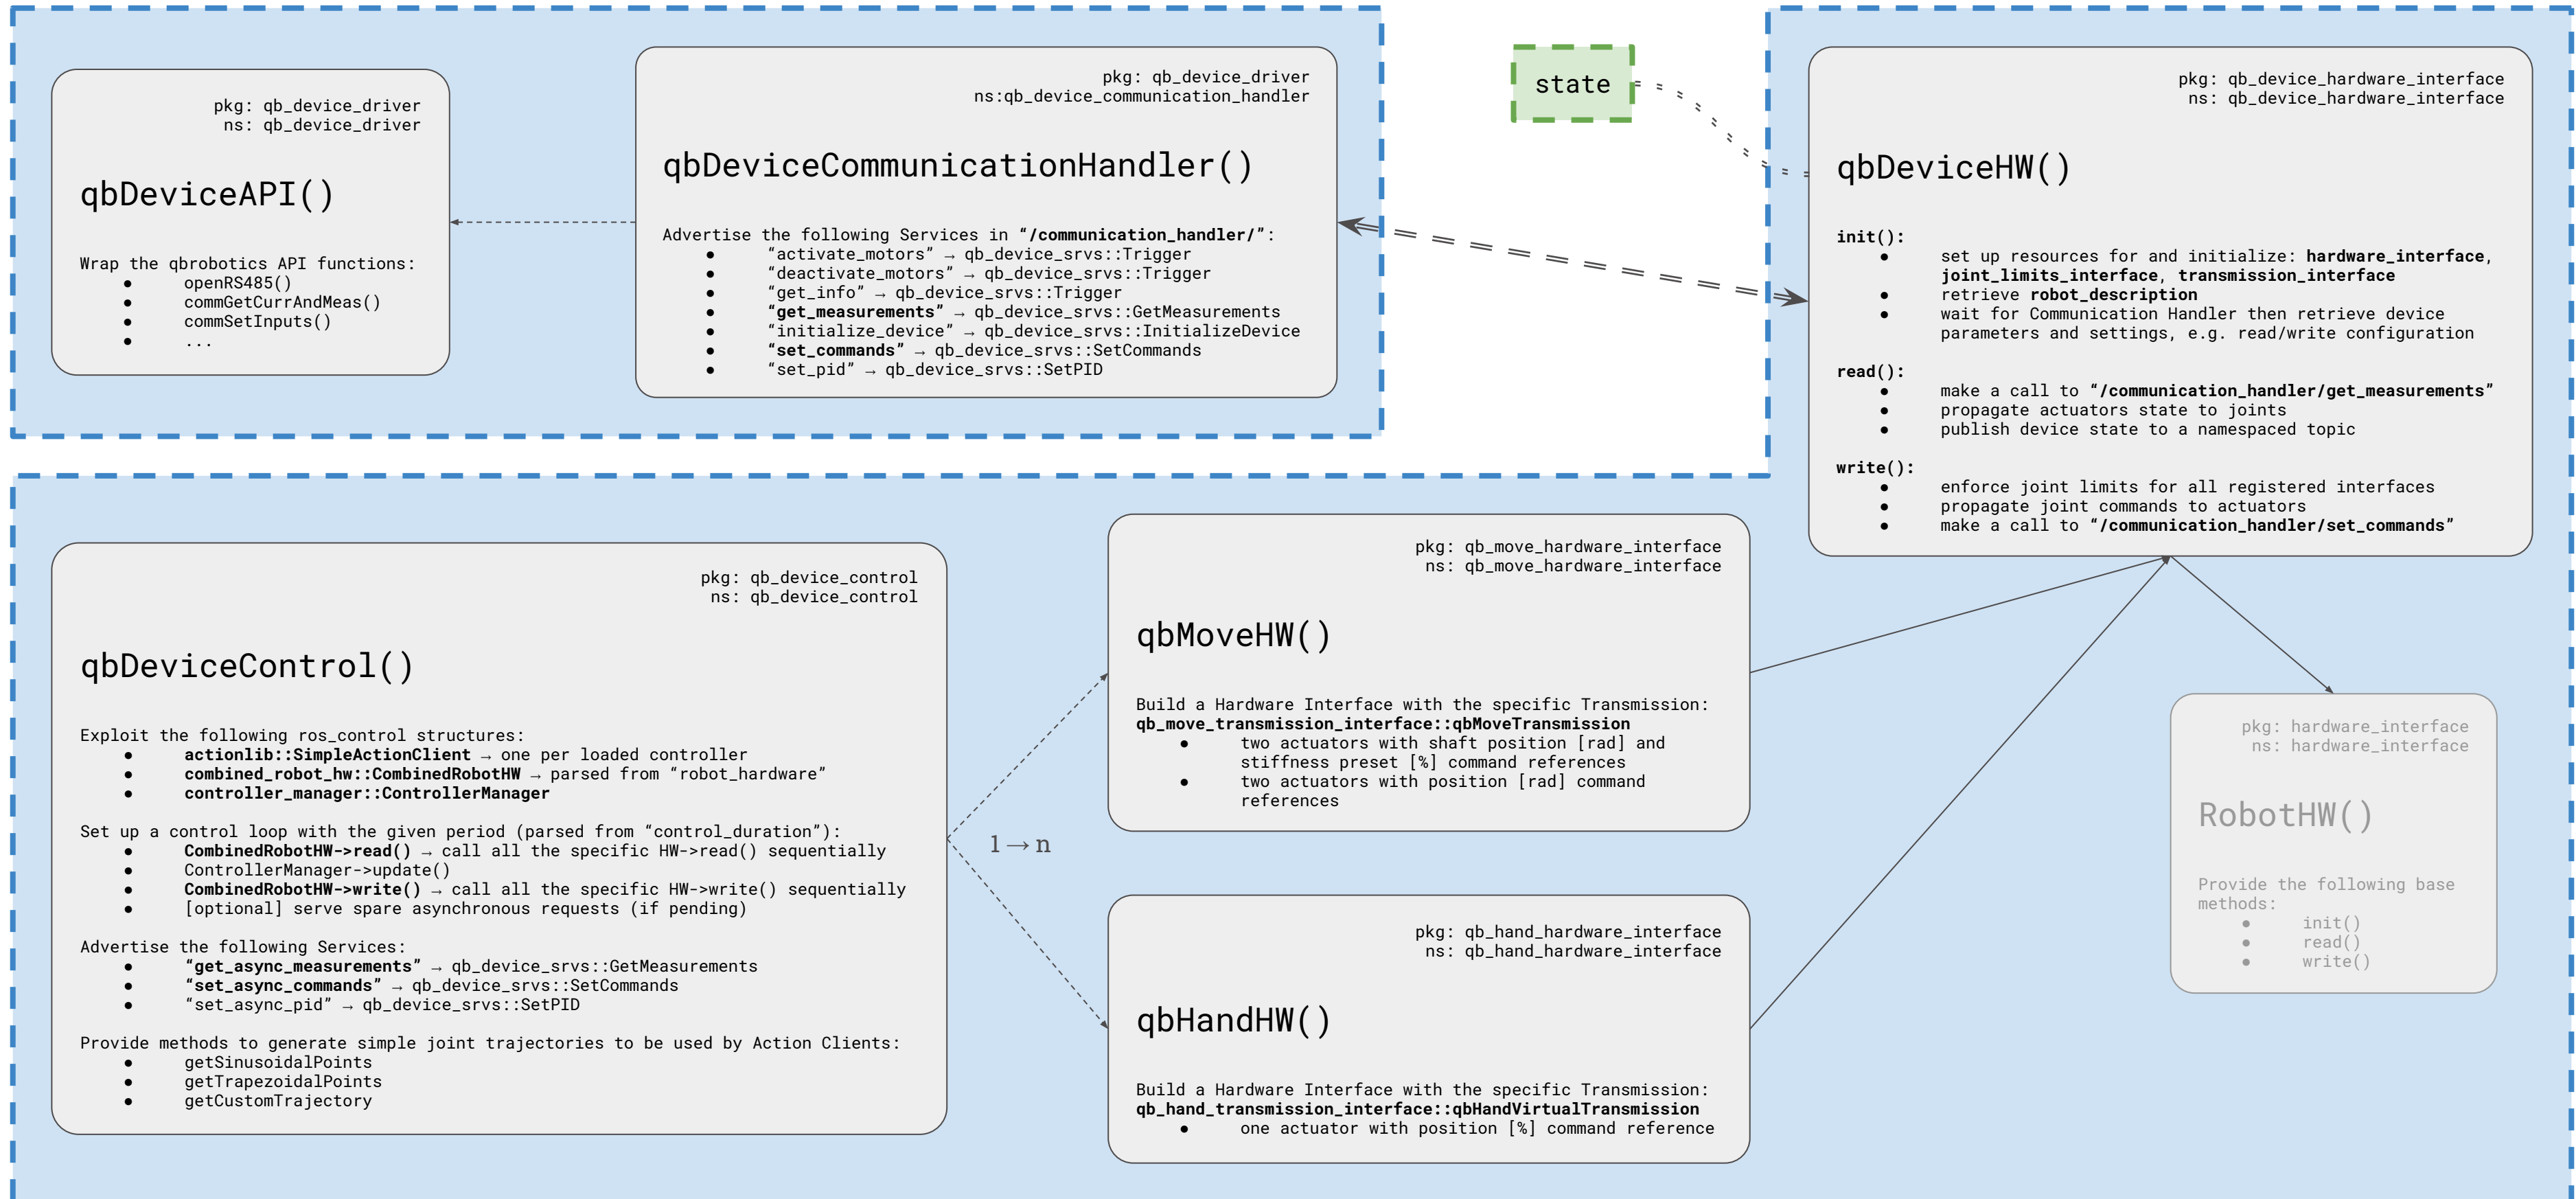 pkg: qb_device_driver
ns: qb_device_driver
qbDeviceAPI()
Wrap the qbrobotics API functions:
● openRS485()
● commGetCurrAndMeas()
● commSetInputs()
● ...
pkg: qb_device_driver
ns:qb_device_communication_handler
qbDeviceCommunicationHandler()
Advertise the following Services in “/communication_handler/”:
● “activate_motors” → qb_device_srvs::Trigger
● “deactivate_motors” → qb_device_srvs::Trigger
● “get_info” → qb_device_srvs::Trigger
● “get_measurements” → qb_device_srvs::GetMeasurements
● “initialize_device” → qb_device_srvs::InitializeDevice
● “set_commands” → qb_device_srvs::SetCommands
● “set_pid” → qb_device_srvs::SetPID
state
pkg: qb_device_hardware_interface
ns: qb_device_hardware_interface
qbDeviceHW()
init():
● set up resources for and initialize: hardware_interface,
joint_limits_interface, transmission_interface
● retrieve robot_description
● wait for Communication Handler then retrieve device
parameters and settings, e.g. read/write configuration
read():
● make a call to “/communication_handler/get_measurements”
● propagate actuators state to joints
● publish device state to a namespaced topic
write():
● enforce joint limits for all registered interfaces
● propagate joint commands to actuators
● make a call to “/communication_handler/set_commands”
pkg: qb_device_control
ns: qb_device_control
qbDeviceControl()
Exploit the following ros_control structures:
● actionlib::SimpleActionClient → one per loaded controller
● combined_robot_hw::CombinedRobotHW → parsed from “robot_hardware”
● controller_manager::ControllerManager
Set up a control loop with the given period (parsed from “control_duration”):
● CombinedRobotHW->read() → call all the specific HW->read() sequentially
● ControllerManager->update()
● CombinedRobotHW->write() → call all the specific HW->write() sequentially
● [optional] serve spare asynchronous requests (if pending)
Advertise the following Services:
● “get_async_measurements” → qb_device_srvs::GetMeasurements
● “set_async_commands” → qb_device_srvs::SetCommands
● “set_async_pid” → qb_device_srvs::SetPID
Provide methods to generate simple joint trajectories to be used by Action Clients:
● getSinusoidalPoints
● getTrapezoidalPoints
● getCustomTrajectory
1→n
pkg: qb_move_hardware_interface
ns: qb_move_hardware_interface
qbMoveHW()
Build a Hardware Interface with the specific Transmission:
qb_move_transmission_interface::qbMoveTransmission
● two actuators with shaft position [rad] and
stiffness preset [%] command references
● two actuators with position [rad] command
references
pkg: qb_hand_hardware_interface
ns: qb_hand_hardware_interface
qbHandHW()
Build a Hardware Interface with the specific Transmission:
qb_hand_transmission_interface::qbHandVirtualTransmission
● one actuator with position [%] command reference
pkg: hardware_interface
ns: hardware_interface
RobotHW()
Provide the following base
methods:
● init()
● read()
● write()